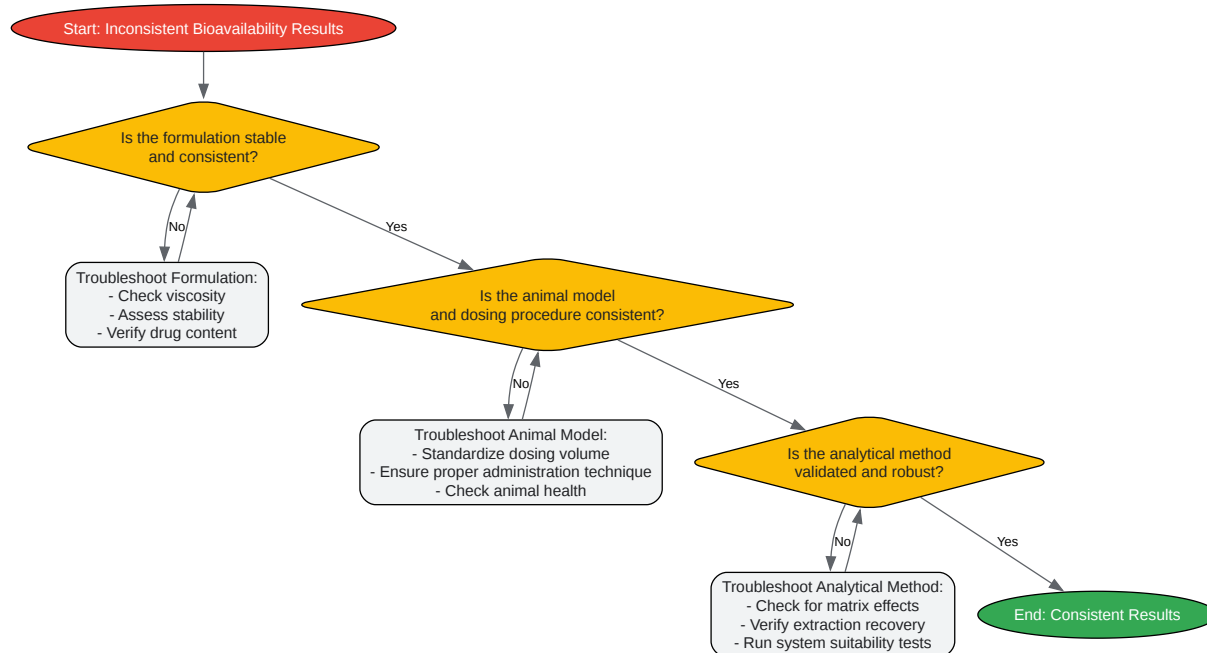 Start: Inconsistent Bioavailability Results
Is the formulation stable
and consistent?
No
Yes
Troubleshoot Formulation:
- Check viscosity
- Assess stability
- Verify drug content
Is the animal model
and dosing procedure consistent?
No
Yes
Troubleshoot Animal Model:
- Standardize dosing volume
- Ensure proper administration technique
- Check animal health
Is the analytical method
validated and robust?
No
Yes
Troubleshoot Analytical Method:
- Check for matrix effects
- Verify extraction recovery
- Run system suitability tests
End: Consistent Results